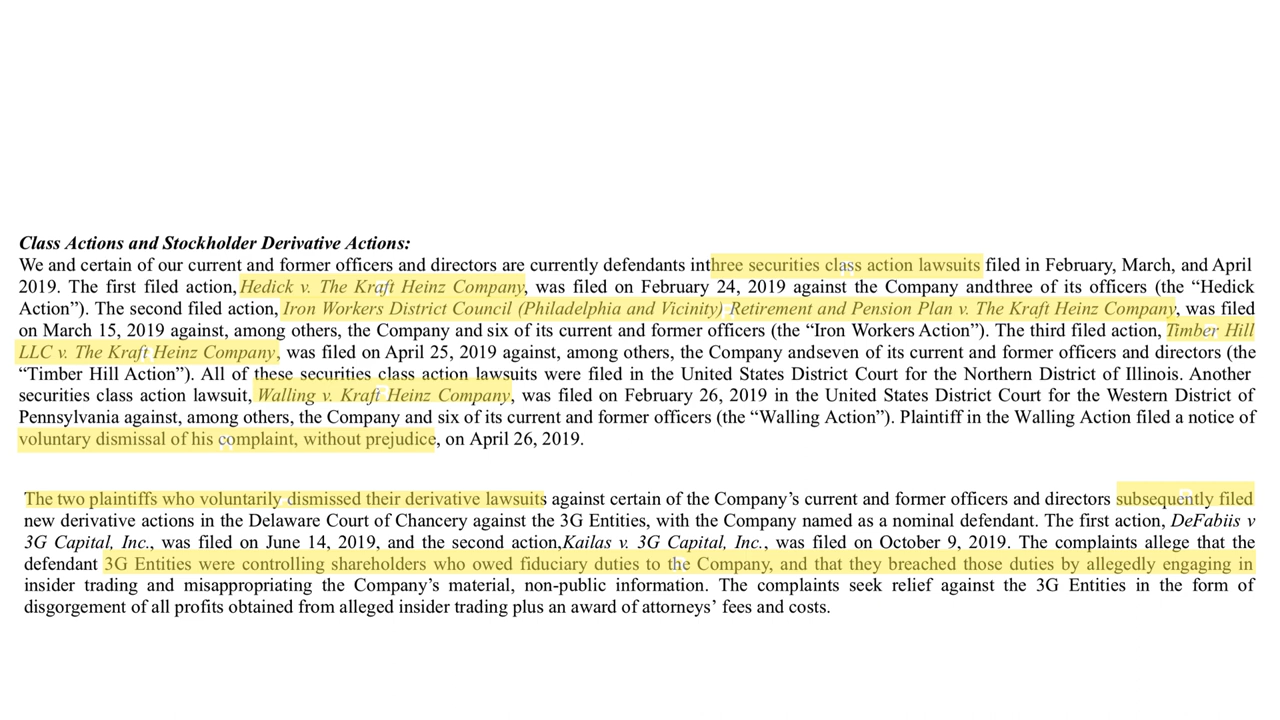 Class Actions and Stockholder Derivative Actions:
We and certain of our current and former officers and directors are currently defendants inthree securities class action lawsuits filed in February, March, and April
2019. The first filed action, Hedick v. The Kraft Heinz Company, was filed on February 24, 2019 against the Company andthree of its officers (the “Hedick
Action”). The second filed action, Iron Workers District Council (Philadelphia and Vicinity) Retirement and Pension Plan v. The Kraft Heinz Company, was filed
on March 15, 2019 against, among others, the Company and six of its current and former officers (the “Iron Workers Action”). The third filed action, Timber Hill
LLC v. The Kraft Heinz Company, was filed on April 25, 2019 against, among others, the Company andseven of its current and former officers and directors (the
“Timber Hill Action”). All of these securities class action lawsuits were filed in the United States District Court for the Northern District of Illinois. Another
securities class action lawsuit, Walling v. Kraft Heinz Company, was filed on February 26, 2019 in the United States District Court for the Western District of
Pennsylvania against, among others, the Company and six of its current and former officers (the “Walling Action”). Plaintiff in the Walling Action filed a notice of
voluntary dismissal of his complaint, without prejudice, on April 26, 2019.
The two plaintiffs who voluntarily dismissed their derivative lawsuits against certain of the Company’s current and former officers and directors subsequently filed
new derivative actions in the Delaware Court of Chancery against the 3G Entities, with the Company named as a nominal defendant. The first action, DeFabiis v
3G Capital, Inc., was filed on June 14, 2019, and the second action,Kailas v. 3G Capital, Inc., was filed on October 9, 2019. The complaints allege that the
defendant 3G Entities were controlling shareholders who owed fiduciary duties to the Company, and that they breached those duties by allegedly engaging in
insider trading and misappropriating the Company’s material, non-public information. The complaints seek relief against the 3G Entities in the form of
disgorgement of all profits obtained from alleged insider trading plus an award of attorneys’ fees and costs.